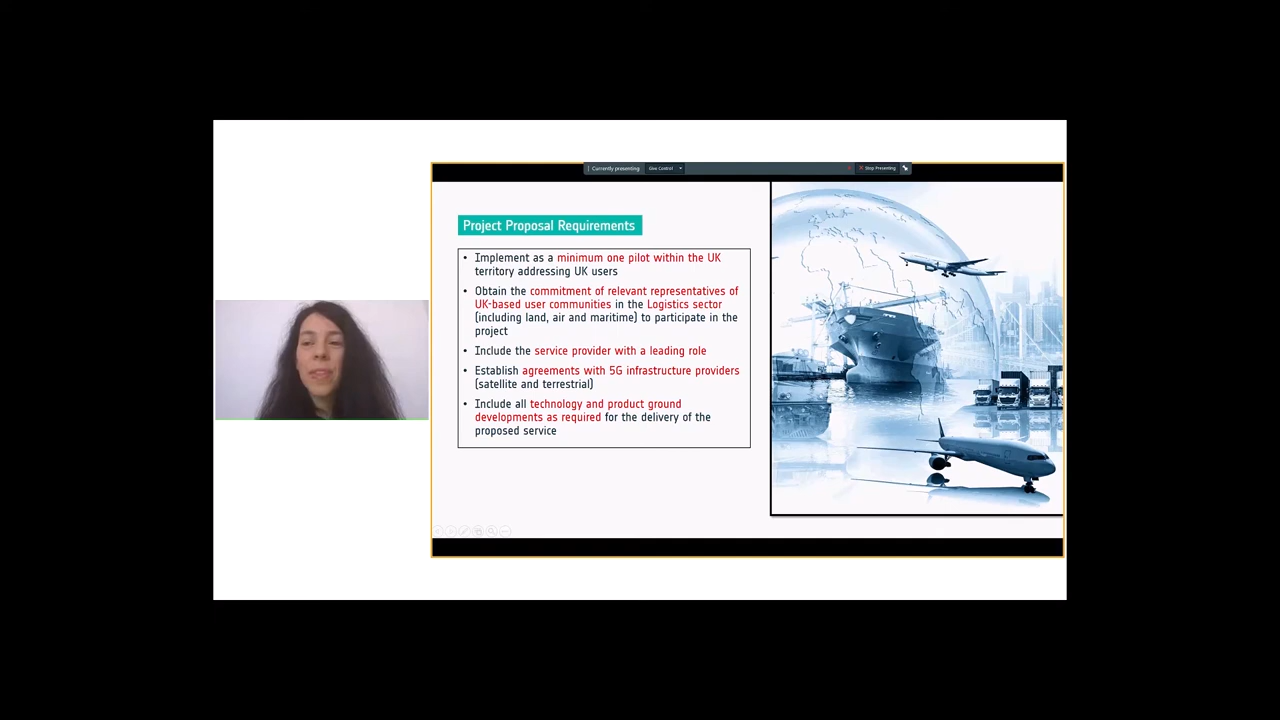 Currently presenting
Give Control
Stop Presenting
Project Proposal Requirements
• Implement as a minimum one pilot within the UK
territory addressing UK users
• Obtain the commitment of relevant representatives of
UK-based user communities in the Logistics sector
(including land, air and maritime) to participate in the
project
• Include the service provider with a leading role
• Establish agreements with 5G infrastructure providers
(satellite and terrestrial)
• Include all technology and product ground
developments as required for the delivery of the
proposed service